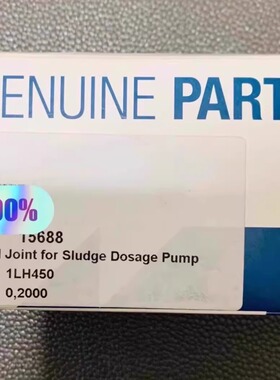 ENUINE PART
00%
15688
l Joint for Sludge Dosage Pump
1LH450
0,2000